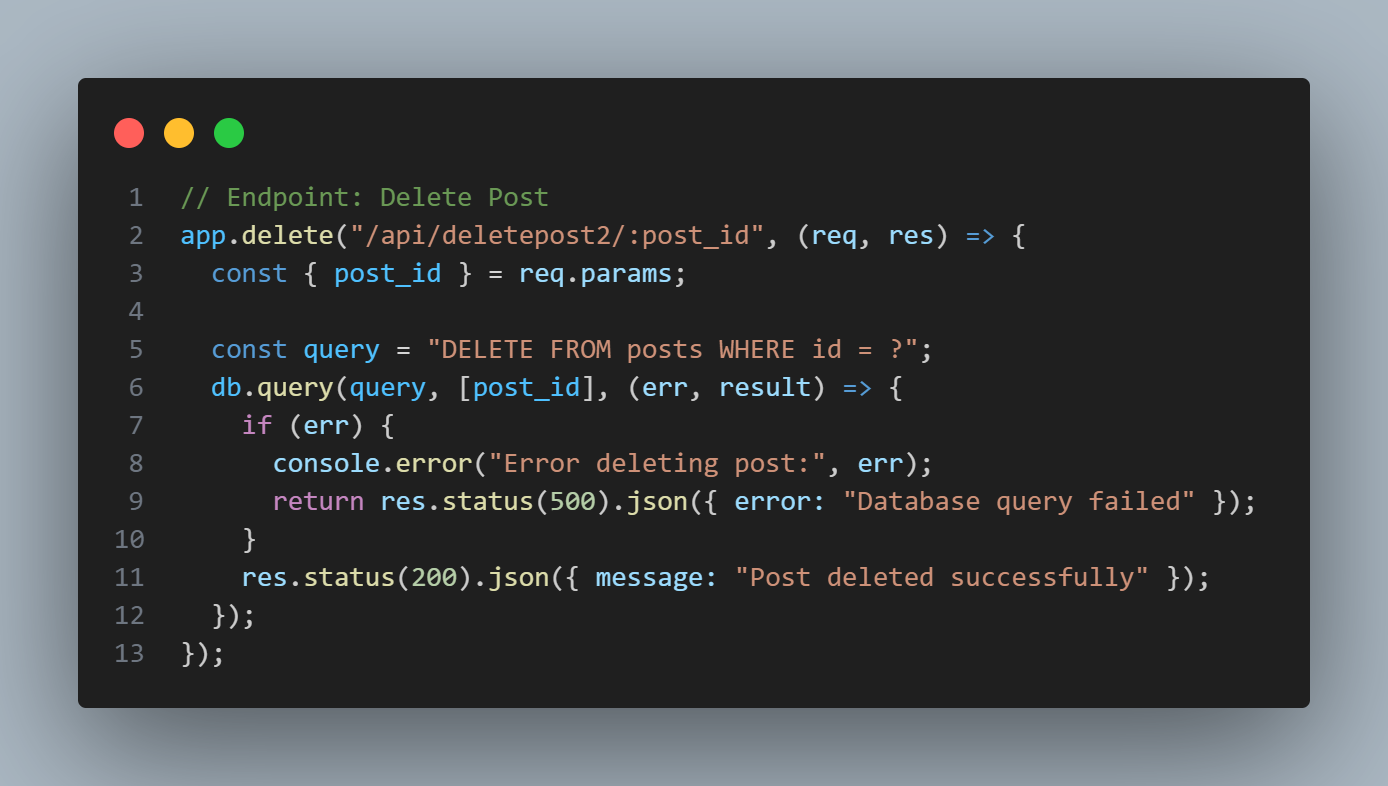 1 // Endpoint: Delete Post
2 app.delete("/api/deletepost2/:post_id", (req, res) => {
3   const { post_id } = req.params;
4
5   const query = "DELETE FROM posts WHERE id = ?";
6   db.query(query, [post_id], (err, result) => {
7     if (err) {
8       console.error("Error deleting post:", err);
9       return res.status(500).json({ error: "Database query failed" });
10     }
11     res.status(200).json({ message: "Post deleted successfully" });
12   });
13 });